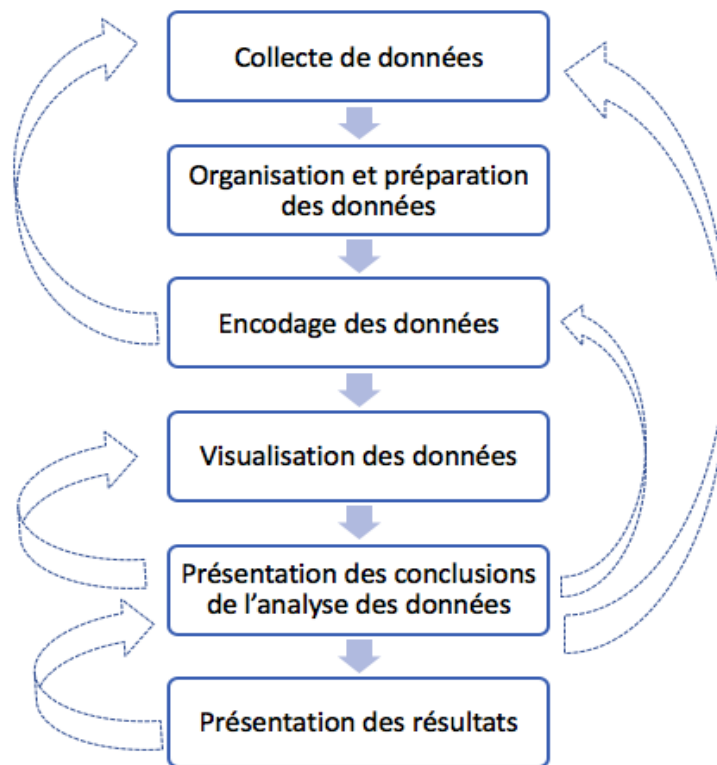 Collecte de données
Organisation et préparation
des données
Encodage des données
Visualisation des données
Présentation des conclusions
de l'analyse des données
Présentation des résultats